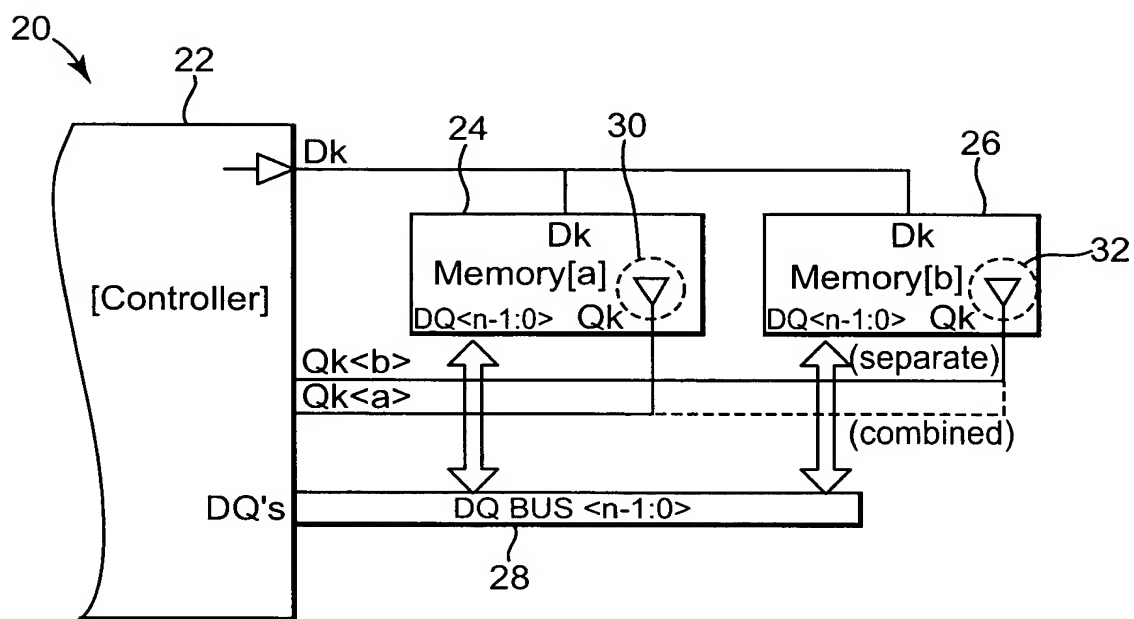 20
22
Dk
24
30
26
Dk
Dk
32
[Controller]
Memory[a]
Memory[b]
DQ<n-1:0> Qk
DQ<n-1:0> Qk
Qk<b>
(separate)
Qk<a>
(combined)
DQ's
DQ BUS <n-1:0>
28